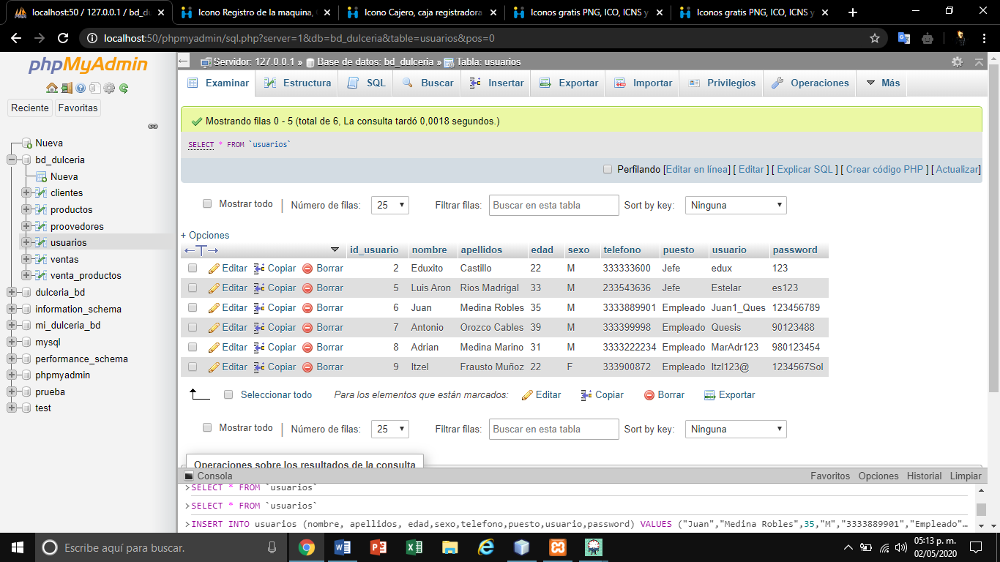 localhost:50 / 127.0.0.1 / bd_d
Icono Registro de la maquina,
Icono Cajero, caja registradora
Iconos gratis PNG, ICO, ICNS y
Iconos gratis PNG, ICO, ICNS y
localhost:50/phpmyadmin/sql.php?server=1&db=bd_dulceria&table=usuarios&pos=0
phpMyAdmin
Reciente Favoritas
Nueva
bd_dulceria
Nueva
clientes
productos
proovedores
usuarios
ventas
venta_productos
dulceria_bd
information_schema
mi_dulceria_bd
mysql
performance_schema
phpmyadmin
prueba
test
Servidor: 127.0.0.1 » Base de datos: bd_dulceria » Tabla: usuarios
Examinar Estructura SQL Buscar Insertar Exportar Importar Privilegios Operaciones Más
Mostrando filas 0 - 5 (total de 6, La consulta tardó 0,0018 segundos.)
SELECT * FROM `usuarios`
Perfilando [Editar en línea] [ Editar ] [ Explicar SQL ] [ Crear código PHP ] [ Actualizar]
Mostrar todo | Número de filas: 25 Filtrar filas: Buscar en esta tabla Sort by key: Ninguna
+ Opciones
←T→ id_usuario nombre apellidos edad sexo telefono puesto usuario password
Editar Copiar Borrar 2 Eduxito Castillo 22 M 333333600 Jefe edux 123
Editar Copiar Borrar 5 Luis Aron Rios Madrigal 33 M 233543636 Jefe Estelar es123
Editar Copiar Borrar 6 Juan Medina Robles 35 M 3333889901 Empleado Juan1_Ques 123456789
Editar Copiar Borrar 7 Antonio Orozco Cables 39 M 333399998 Empleado Quesis 90123488
Editar Copiar Borrar 8 Adrian Medina Marino 31 M 3333222234 Empleado MarAdr123 980123454
Editar Copiar Borrar 9 Itzel Frausto Muñoz 22 F 333900872 Empleado Itzl123@ 1234567Sol
Seleccionar todo Para los elementos que están marcados: Editar Copiar Borrar Exportar
Mostrar todo | Número de filas: 25 Filtrar filas: Buscar en esta tabla Sort by key: Ninguna
Operaciones sobre los resultados de la consulta
Consola Favoritos Opciones Historial Limpiar
>SELECT * FROM `usuarios`
>SELECT * FROM `usuarios`
>INSERT INTO usuarios (nombre, apellidos, edad,sexo,telefono,puesto,usuario,password) VALUES ("Juan","Medina Robles",35,"M","3333889901","Empleado"…
Escribe aquí para buscar.
05:13 p. m.
02/05/2020